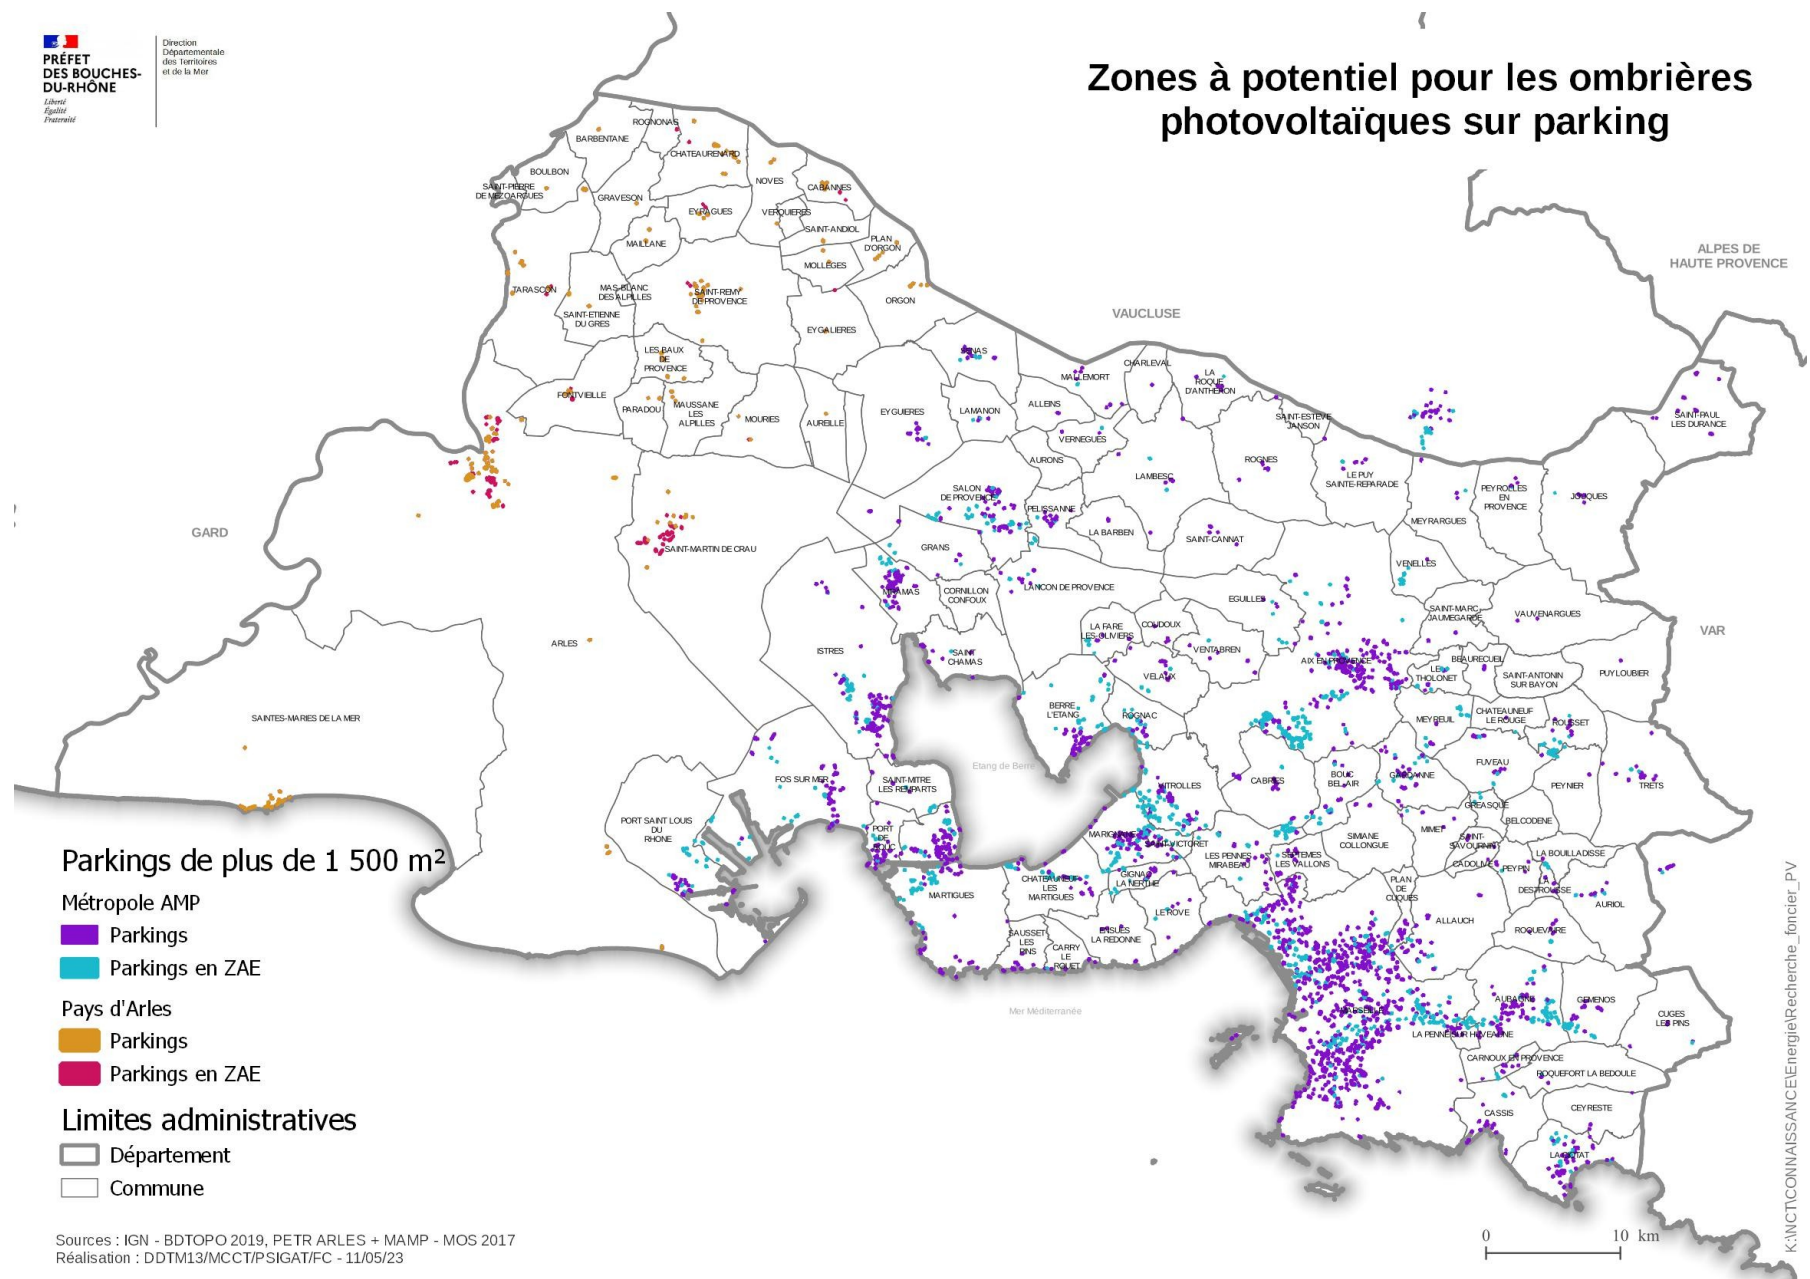 PRÉFET
DES BOUCHES-
DU-RHÔNE
Liberté
Égalité
Fraternité
Direction
Départementale
des Territoires
et de la Mer
Zones à potentiel pour les ombrières
photovoltaïques sur parking
ALPES DE
HAUTE PROVENCE
VAUCLUSE
GARD
VAR
ROGNONAS
BARBENTANE
CHATEAURENARD
BOULBON
NOVES
SAINT-PIERRE
DE MEZOARGUES
CABANNES
GRAVESON
EYRAGUES
VERQUIERES
SAINT-ANDIOL
MAILLANE
PLAN
D'ORGON
MOLLEGES
TARASCON
MAS-BLANC
DES ALPILLES
SAINT-REMY
DE PROVENCE
ORGON
SAINT-ETIENNE
DU GRES
EYGALIERES
LES BAUX
DE
PROVENCE
SENAS
CHARLEVAL
MALLEMORT
LA
ROQUE
D'ANTHERON
FONTVIEILLE
PARADOU
MAUSSANE
LES
ALPILLES
MOURIES
AUREILLE
EYGUIERES
LAMANON
ALLEINS
SAINT-ESTEVE
JANSON
SAINT-PAUL
LES DURANCE
VERNEGUES
AURONS
ROGNES
LAMBESC
LE PUY
SAINTE-REPARADE
PEYROLLES
EN
PROVENCE
JOUQUES
SALON
DE PROVENCE
PELISSANNE
MEYRARGUES
LA BARBEN
SAINT-CANNAT
SAINT-MARTIN DE CRAU
GRANS
VENELLES
MIRAMAS
CORNILLON
CONFOUX
LANCON DE PROVENCE
EGUILLES
SAINT-MARC
JAUMEGARDE
VAUVENARGUES
ARLES
ISTRES
LA FARE
LES OLIVIERS
COUDOUX
VENTABREN
SAINT
CHAMAS
AIX EN PROVENCE
BEAURECUEIL
LE
THOLONET
SAINT-ANTONIN
SUR BAYON
PUYLOUBIER
VELAUX
SAINTES-MARIES DE LA MER
BERRE
L'ETANG
ROGNAC
MEYREUIL
CHATEAUNEUF
LE ROUGE
ROUSSET
Etang de Berre
FOS SUR MER
SAINT-MITRE
LES REMPARTS
VITROLLES
CABRIES
BOUC
BEL-AIR
GARDANNE
FUVEAU
PEYNIER
TRETS
GREASQUE
BELCODENE
PORT SAINT LOUIS
DU
RHONE
PORT
DE
BOUC
MARIGNANE
SAINT-VICTORET
SIMIANE
COLLONGUE
MIMET
SAINT-
SAVOURNIN
LES PENNES
MIRABEAU
SEPTEMES
LES VALLONS
CADOLIVE
PEYPIN
LA BOUILLADISSE
LA
DESTROUSSE
MARTIGUES
CHATEAUNEUF
LES
MARTIGUES
GIGNAC
LA NERTHE
PLAN
DE
CUQUES
AURIOL
LE ROVE
ALLAUCH
ROQUEVAIRE
SAUSSET
LES
PINS
CARRY
LE
ROUET
ENSUES
LA REDONNE
Mer Méditerranée
MARSEILLE
AUBAGNE
GEMENOS
CUGES
LES PINS
LA PENNE SUR HUVEAUNE
CARNOUX EN PROVENCE
ROQUEFORT LA BEDOULE
CASSIS
CEYRESTE
LA CIOTAT
Parkings de plus de 1 500 m²
Métropole AMP
Parkings
Parkings en ZAE
Pays d'Arles
Parkings
Parkings en ZAE
Limites administratives
Département
Commune
Sources : IGN - BDTOPO 2019, PETR ARLES + MAMP - MOS 2017
Réalisation : DDTM13/MCCT/PSIGAT/FC - 11/05/23
0 10 km
K:\NCT\CONNAISSANCE\Energie\Recherche_foncier_PV